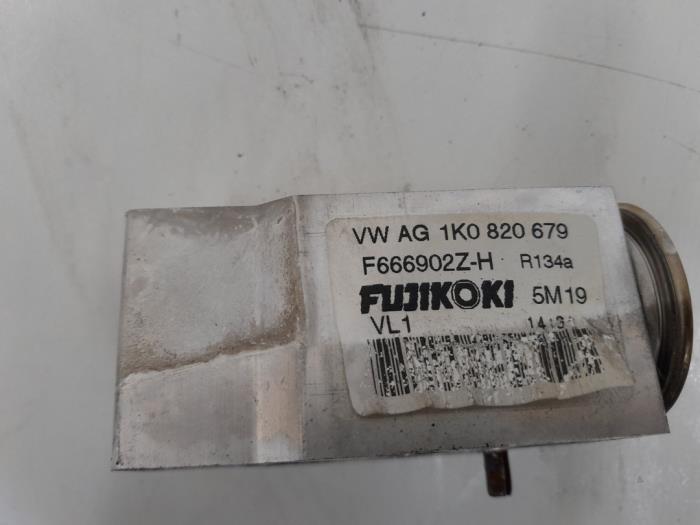 VW AG 1K0 820 679
F666902Z-H R134a
FUJIKOKI 5M19
VL1